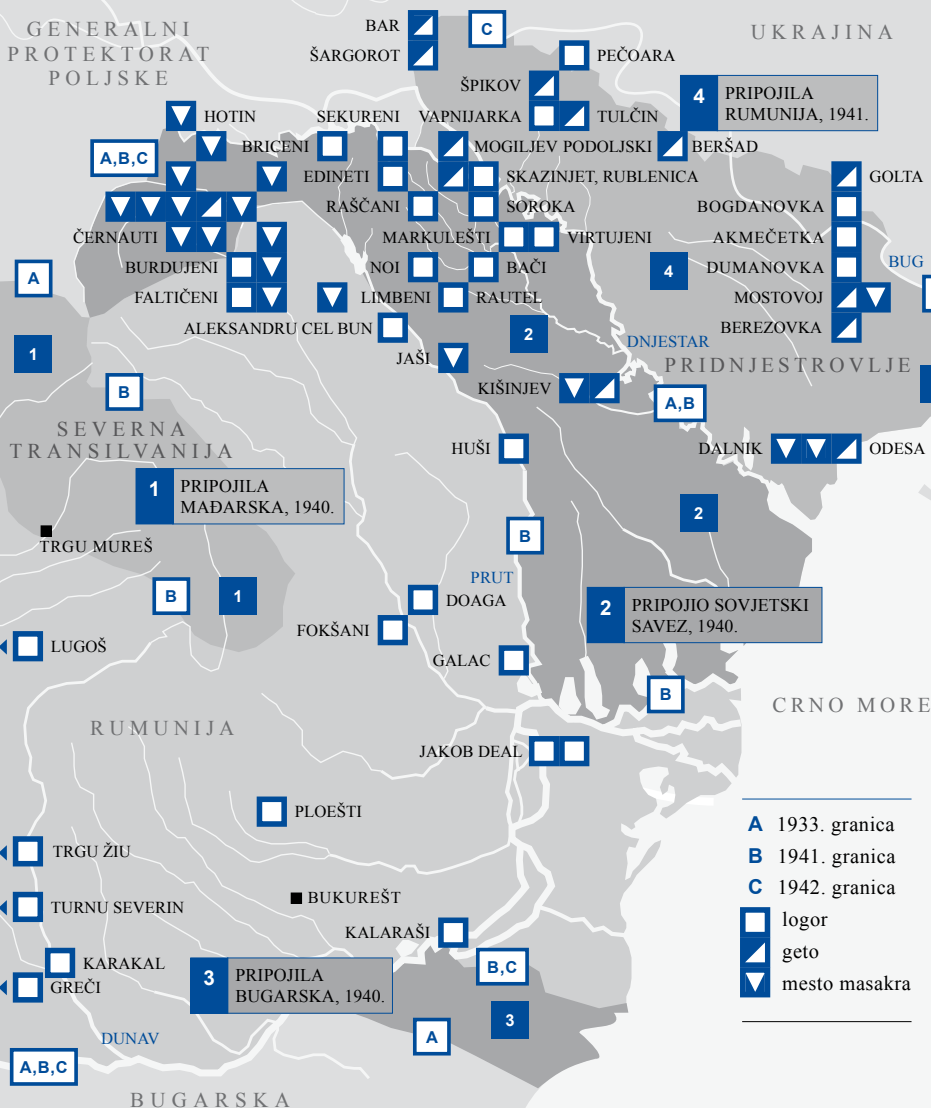 GENERALNI
PROTEKTORAT
POLJSKE
BAR
C
UKRAJINA
ŠARGOROT
PEČOARA
ŠPIKOV
4 PRIPOJILA
RUMUNIJA, 1941.
HOTIN
SEKURENI
VAPNIJARKA
TULČIN
A,B,C
BRIČENI
MOGILJEV PODOLJSKI
BERŠAD
EDINETI
SKAZINJET, RUBLENICA
GOLTA
RAŠČANI
SOROKA
BOGDANOVKA
ČERNAUTI
MARKULEŠTI
VIRTUJENI
AKMEČETKA
BUG
A
BURDUJENI
NOI
BAČI
4
DUMANOVKA
FALTIČENI
LIMBENI
RAUTEL
MOSTOVOJ
ALEKSANDRU CEL BUN
2
BEREZOVKA
1
JAŠI
DNJESTAR
PRIDNJESTROVLJE
B
KIŠINJEV
A,B
SEVERNA
TRANSILVANIJA
HUŠI
DALNIK
ODESA
1 PRIPOJILA
MAĐARSKA, 1940.
2
TRGU MUREŠ
B
B
1
PRUT
DOAGA
2 PRIPOJIO SOVJETSKI
SAVEZ, 1940.
FOKŠANI
LUGOŠ
GALAC
B
CRNO MORE
RUMUNIJA
JAKOB DEAL
PLOEŠTI
A 1933. granica
B 1941. granica
C 1942. granica
logor
geto
mesto masakra
TRGU ŽIU
BUKUREŠT
TURNU SEVERIN
KALARAŠI
KARAKAL
3 PRIPOJILA
BUGARSKA, 1940.
B,C
GREČI
3
DUNAV
A
A,B,C
BUGARSKA